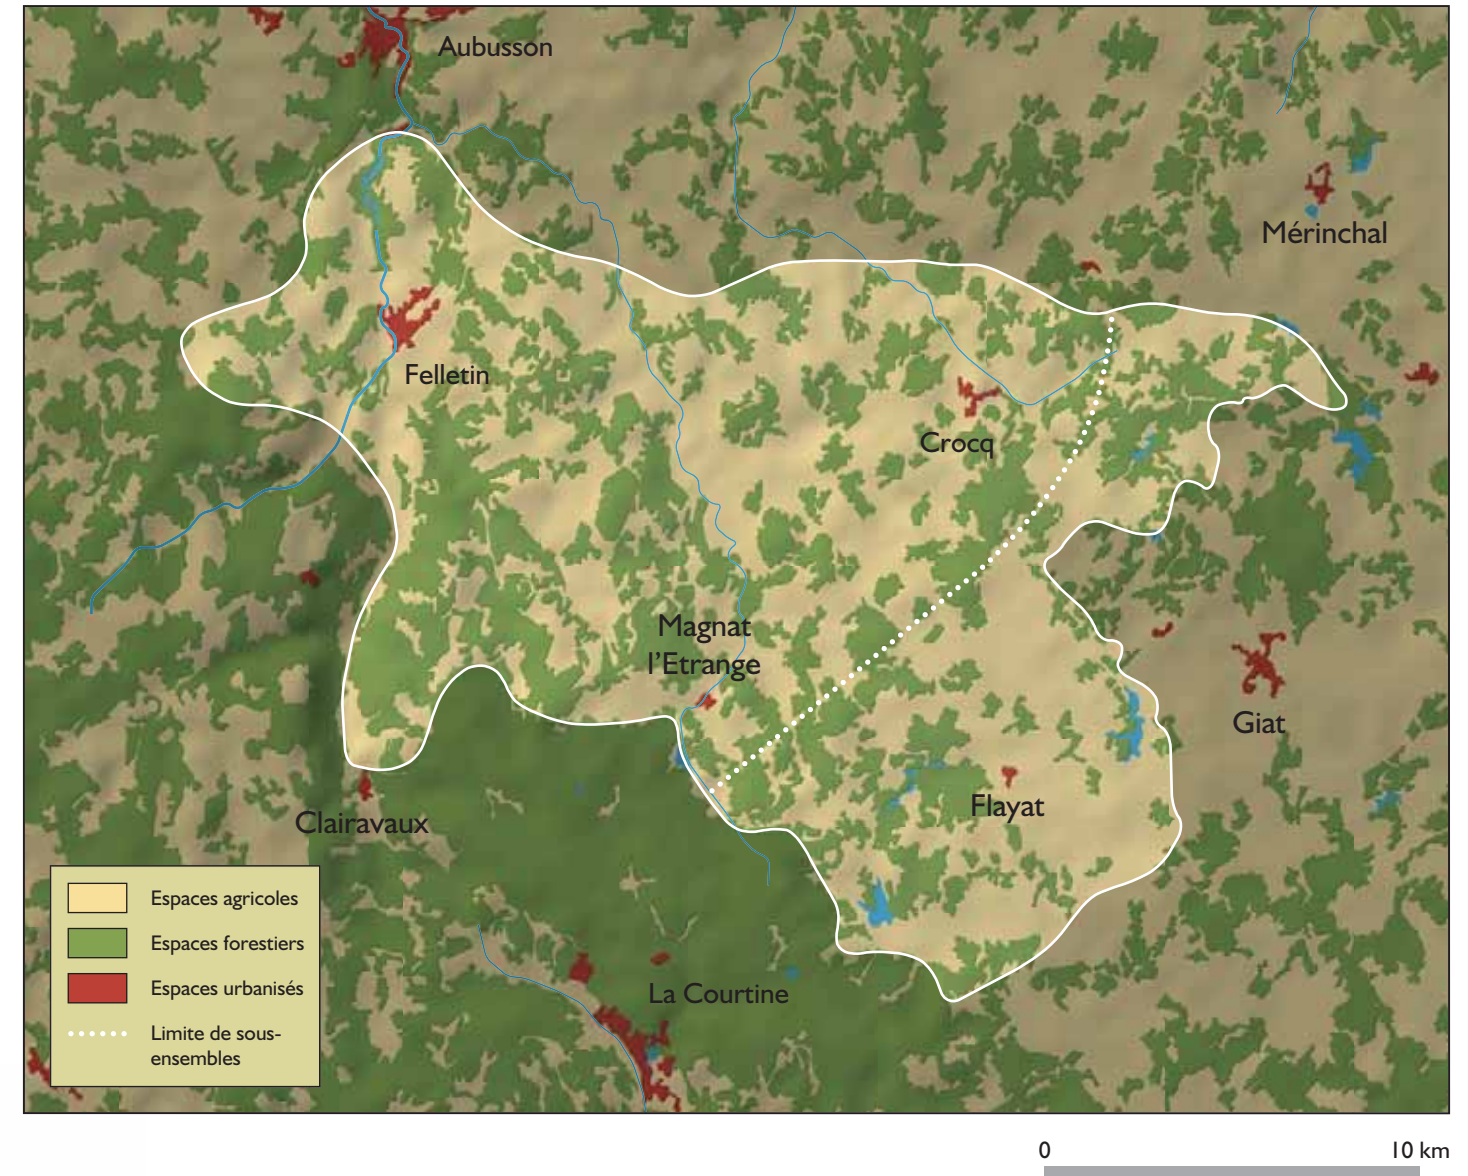 Aubusson
Mérinchal
Felletin
Crocq
Magnat
l'Etrange
Giat
Flayat
Clairavaux
La Courtine
Espaces agricoles
Espaces forestiers
Espaces urbanisés
Limite de sous-
ensembles
0 10 km